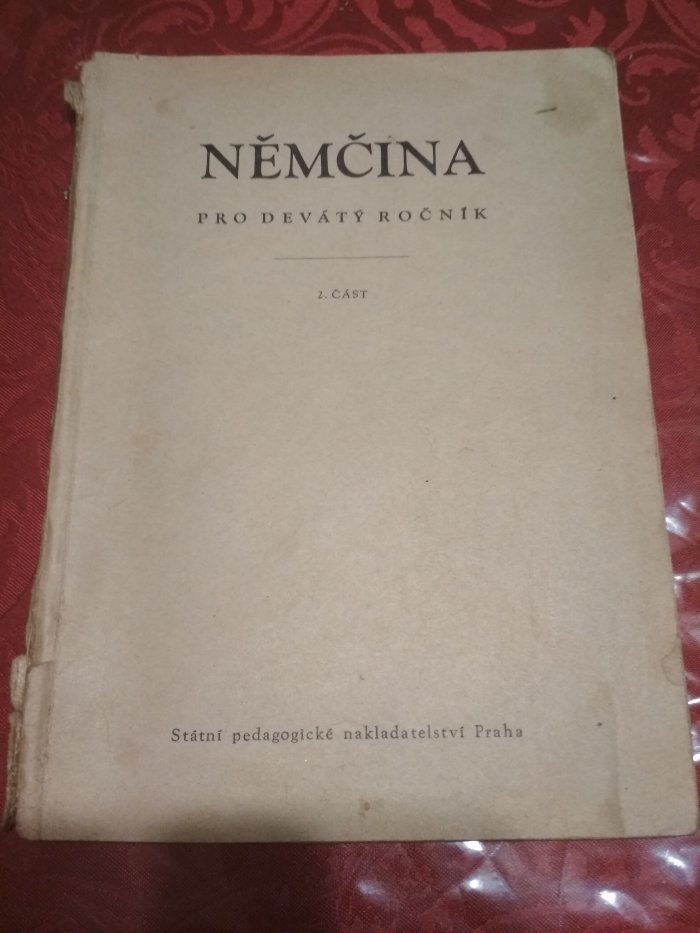 NĚMČINA
PRO DEVÁTÝ ROČNÍK
2. ČÁST
Státní pedagogické nakladatelství Praha